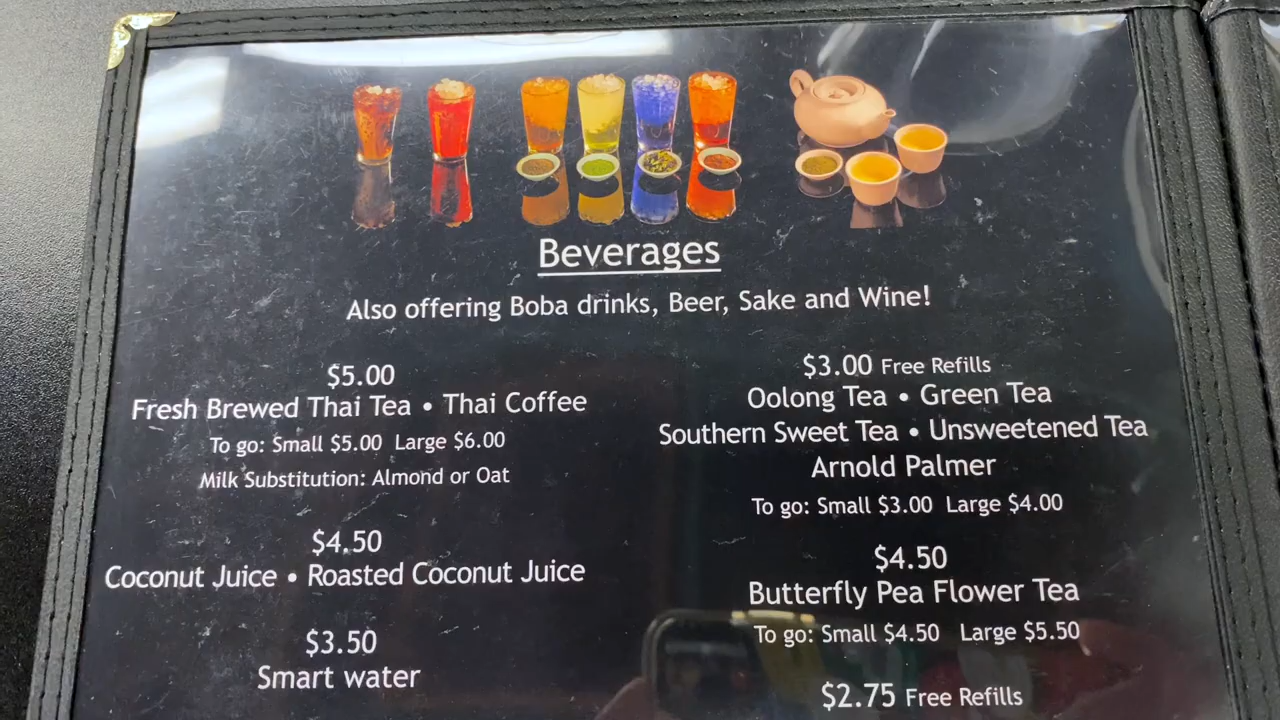 Beverages
Also offering Boba drinks, Beer, Sake and Wine!
$5.00
Fresh Brewed Thai Tea • Thai Coffee
To go: Small $5.00 Large $6.00
Milk Substitution: Almond or Oat
$4.50
Coconut Juice • Roasted Coconut Juice
$3.50
Smart water
$3.00 Free Refills
Oolong Tea • Green Tea
Southern Sweet Tea • Unsweetened Tea
Arnold Palmer
To go: Small $3.00 Large $4.00
$4.50
Butterfly Pea Flower Tea
To go: Small $4.50 Large $5.50
$2.75 Free Refills